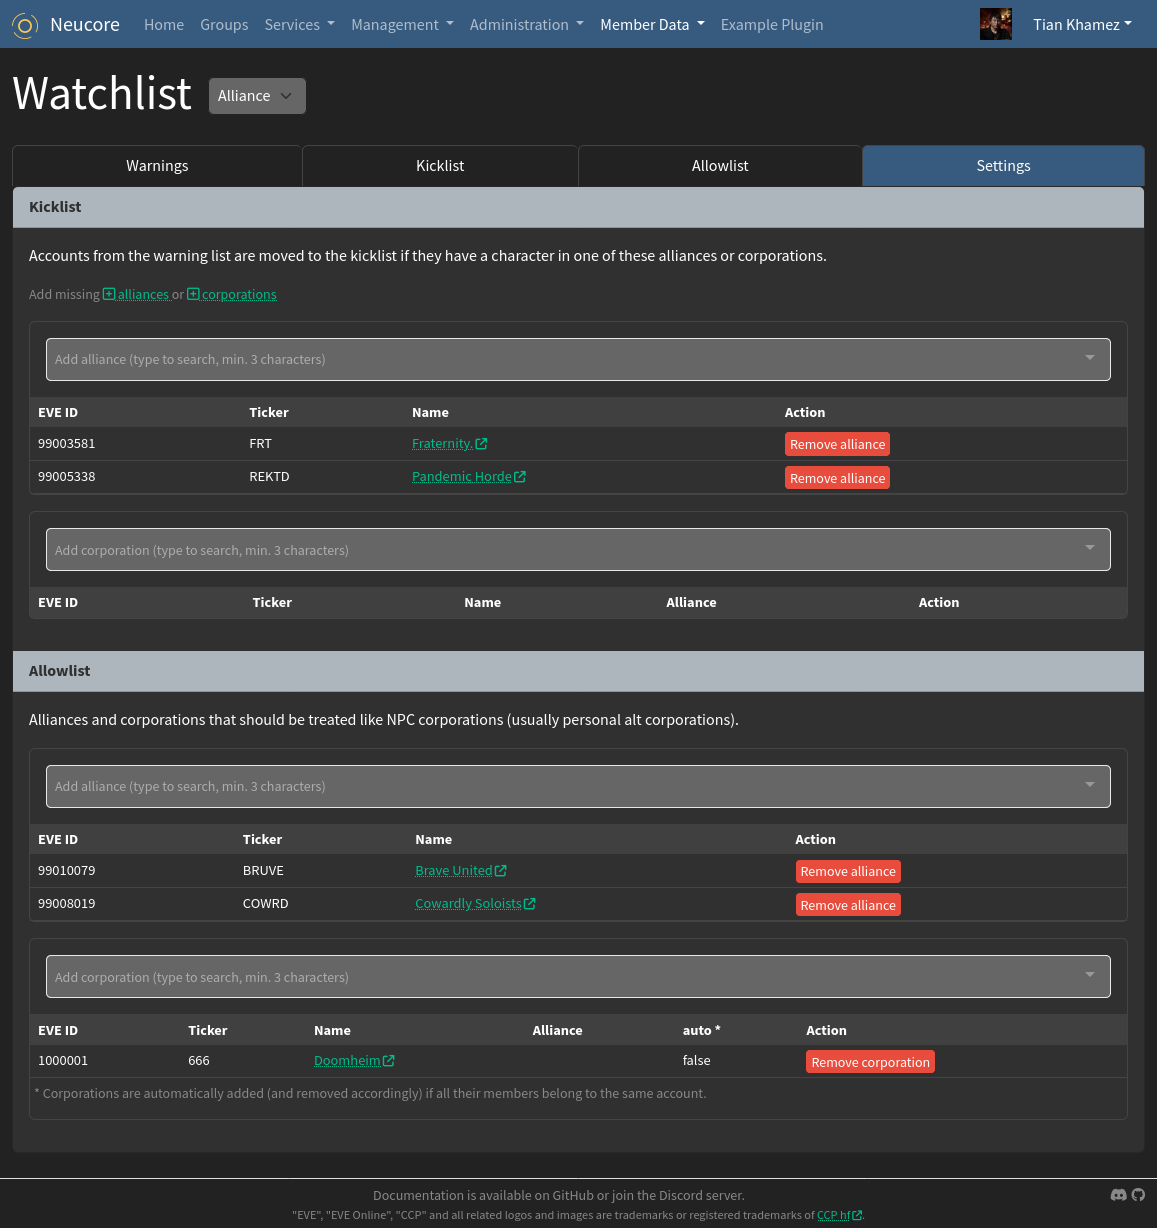 Neucore Home Groups Services Management Administration Member Data Example Plugin Tian Khamez
Watchlist Alliance
Warnings Kicklist Allowlist Settings
Kicklist
Accounts from the warning list are moved to the kicklist if they have a character in one of these alliances or corporations.
Add missing alliances or corporations
Add alliance (type to search, min. 3 characters)
EVE ID Ticker Name Action
99003581 FRT Fraternity. Remove alliance
99005338 REKTD Pandemic Horde Remove alliance
Add corporation (type to search, min. 3 characters)
EVE ID Ticker Name Alliance Action
Allowlist
Alliances and corporations that should be treated like NPC corporations (usually personal alt corporations).
Add alliance (type to search, min. 3 characters)
EVE ID Ticker Name Action
99010079 BRUVE Brave United Remove alliance
99008019 COWRD Cowardly Soloists Remove alliance
Add corporation (type to search, min. 3 characters)
EVE ID Ticker Name Alliance auto * Action
1000001 666 Doomheim false Remove corporation
* Corporations are automatically added (and removed accordingly) if all their members belong to the same account.
Documentation is available on GitHub or join the Discord server.
"EVE", "EVE Online", "CCP" and all related logos and images are trademarks or registered trademarks of CCP hf.